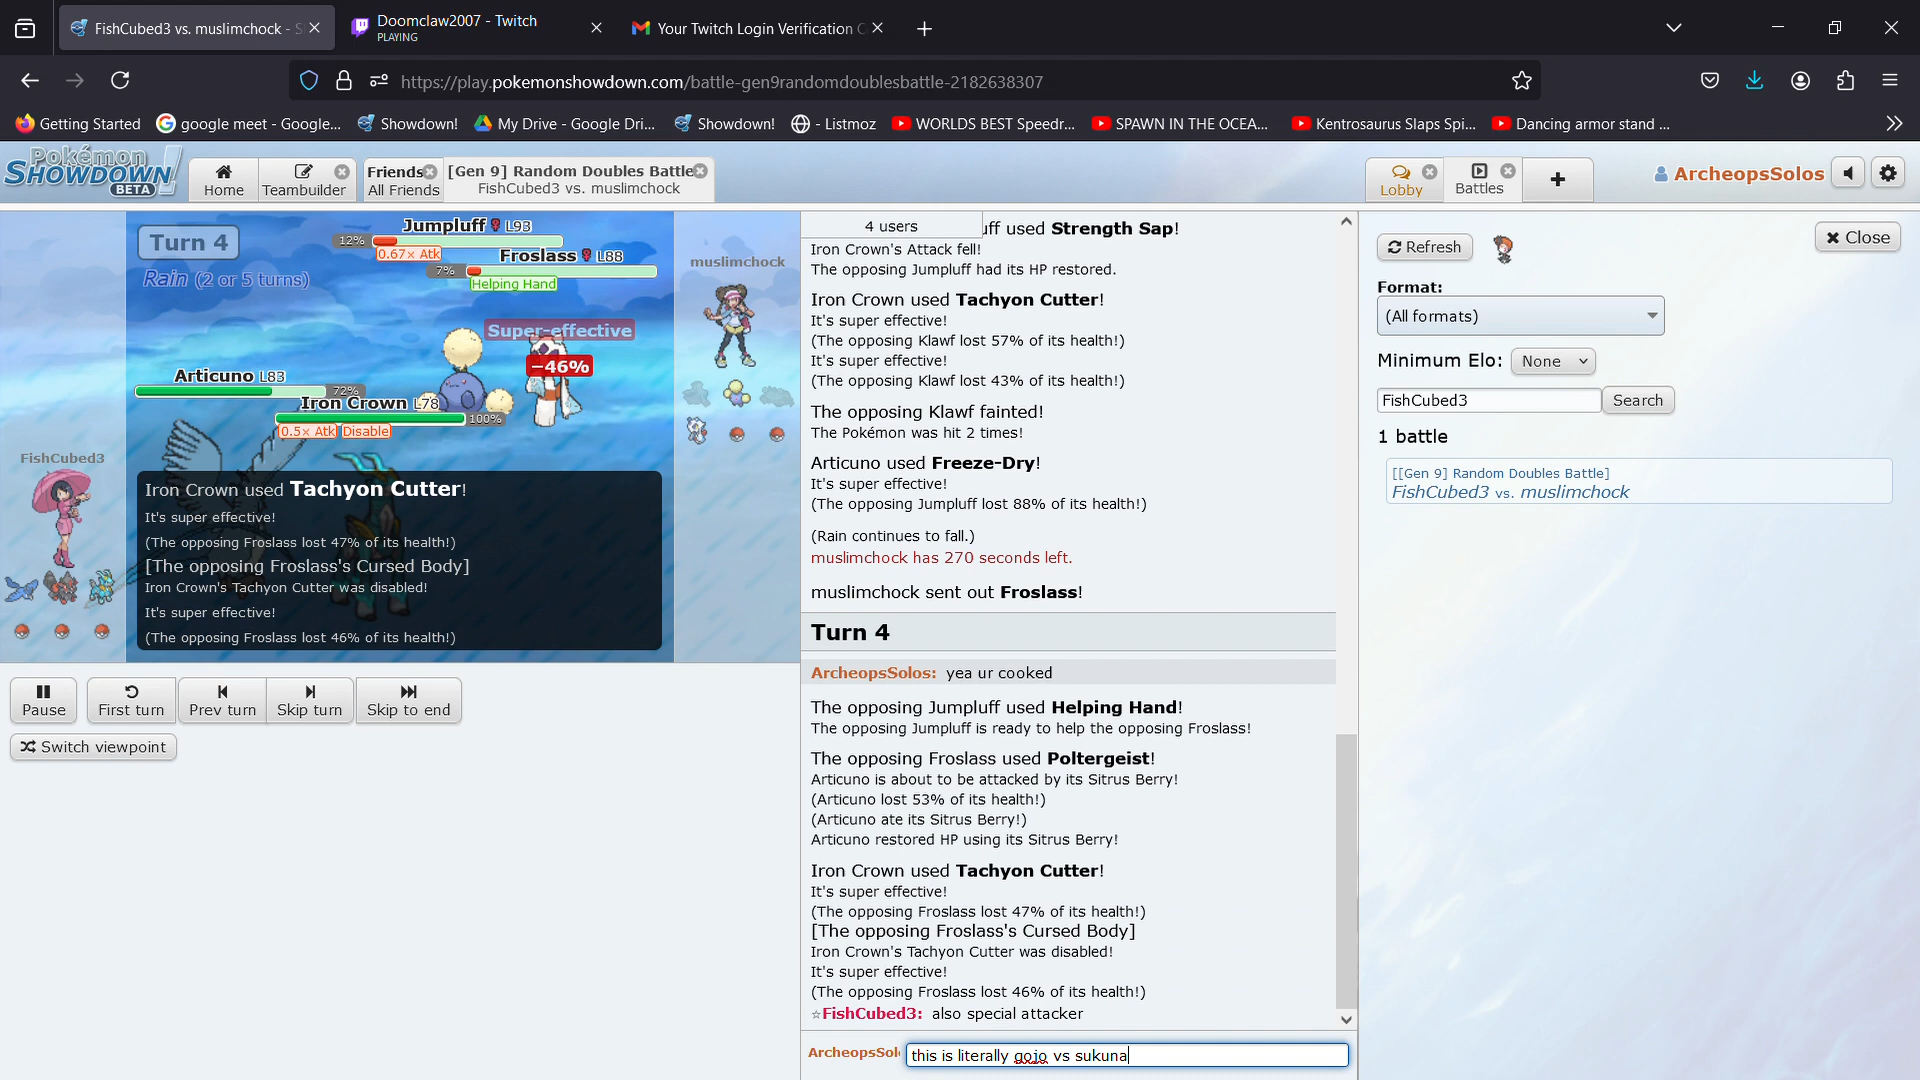 FishCubed3 vs. muslimchock - S
Doomclaw2007 - Twitch
PLAYING
Your Twitch Login Verification C
https://play.pokemonshowdown.com/battle-gen9randomdoublesbattle-2182638307
Getting Started
google meet - Google...
Showdown!
My Drive - Google Dri...
Showdown!
- Listmoz
WORLDS BEST Speedr...
SPAWN IN THE OCEA...
Kentrosaurus Slaps Spi...
Dancing armor stand ...
Pokémon
SHOWDOWN!
BETA
Home
Teambuilder
Friends
All Friends
[Gen 9] Random Doubles Battle
FishCubed3 vs. muslimchock
Lobby
Battles
ArcheopsSolos
Turn 4
Rain (2 or 5 turns)
Jumpluff L93
12%
0.67× Atk
Froslass L88
7%
Helping Hand
muslimchock
Super-effective
−46%
Articuno L83
72%
Iron Crown L78
100%
0.5× Atk Disable
FishCubed3
Iron Crown used Tachyon Cutter!
It's super effective!
(The opposing Froslass lost 47% of its health!)
[The opposing Froslass's Cursed Body]
Iron Crown's Tachyon Cutter was disabled!
It's super effective!
(The opposing Froslass lost 46% of its health!)
Pause
First turn
Prev turn
Skip turn
Skip to end
Switch viewpoint
4 users
uff used Strength Sap!
Iron Crown's Attack fell!
The opposing Jumpluff had its HP restored.
Iron Crown used Tachyon Cutter!
It's super effective!
(The opposing Klawf lost 57% of its health!)
It's super effective!
(The opposing Klawf lost 43% of its health!)
The opposing Klawf fainted!
The Pokémon was hit 2 times!
Articuno used Freeze-Dry!
It's super effective!
(The opposing Jumpluff lost 88% of its health!)
(Rain continues to fall.)
muslimchock has 270 seconds left.
muslimchock sent out Froslass!
Turn 4
ArcheopsSolos: yea ur cooked
The opposing Jumpluff used Helping Hand!
The opposing Jumpluff is ready to help the opposing Froslass!
The opposing Froslass used Poltergeist!
Articuno is about to be attacked by its Sitrus Berry!
(Articuno lost 53% of its health!)
(Articuno ate its Sitrus Berry!)
Articuno restored HP using its Sitrus Berry!
Iron Crown used Tachyon Cutter!
It's super effective!
(The opposing Froslass lost 47% of its health!)
[The opposing Froslass's Cursed Body]
Iron Crown's Tachyon Cutter was disabled!
It's super effective!
(The opposing Froslass lost 46% of its health!)
☆FishCubed3: also special attacker
ArcheopsSol
this is literally gojo vs sukuna
Refresh
Close
Format:
(All formats)
Minimum Elo: None
FishCubed3
Search
1 battle
[[Gen 9] Random Doubles Battle]
FishCubed3 vs. muslimchock